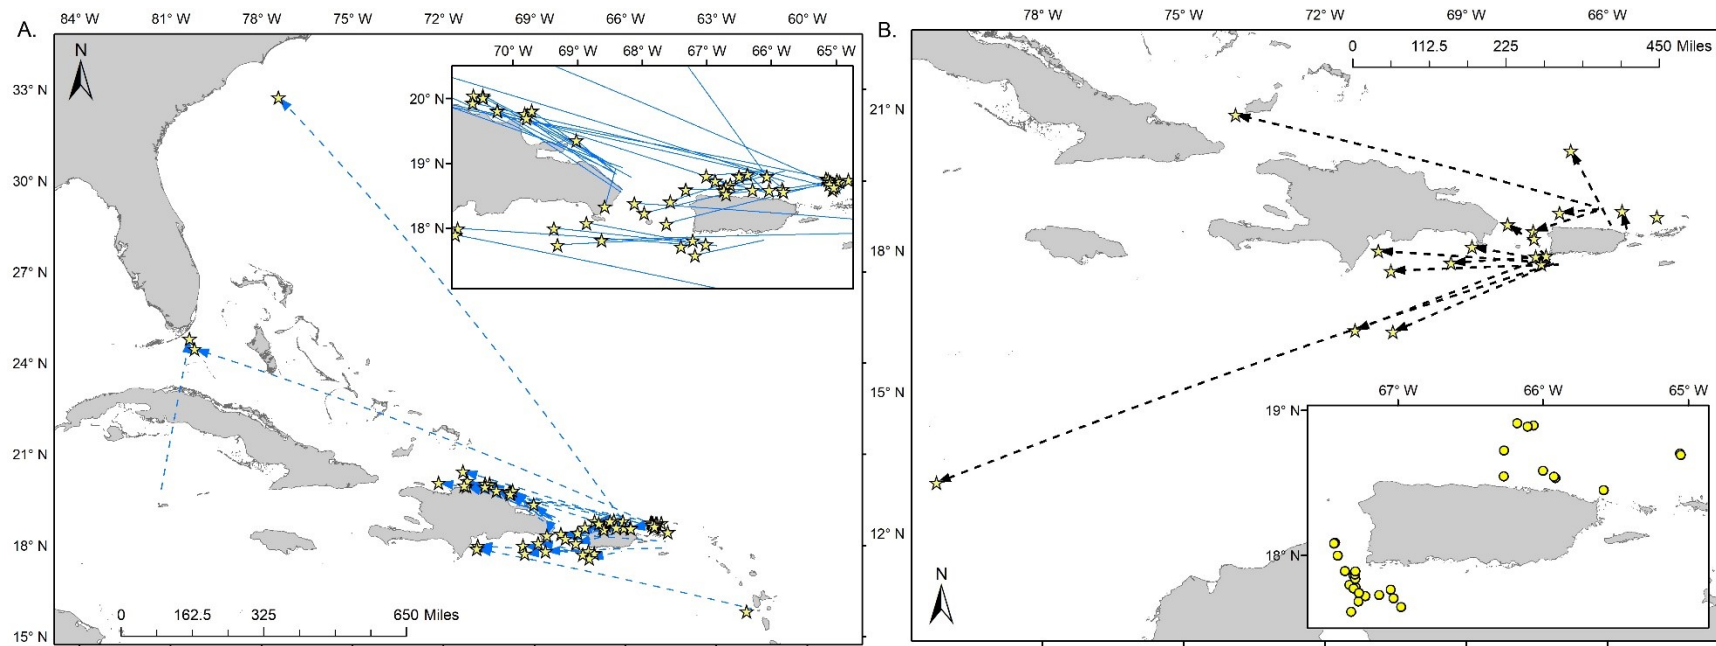 A.
84° W 81° W 78° W 75° W 72° W 69° W 66° W 63° W 60° W
N
33° N
30° N
27° N
24° N
21° N
18° N
15° N
70° W 69° W 68° W 67° W 66° W 65° W
20° N
19° N
18° N
0 162.5 325 650 Miles
B.
78° W 75° W 72° W 69° W 66° W
0 112.5 225 450 Miles
21° N
18° N
15° N
12° N
67° W 66° W 65° W
19° N
18° N
N